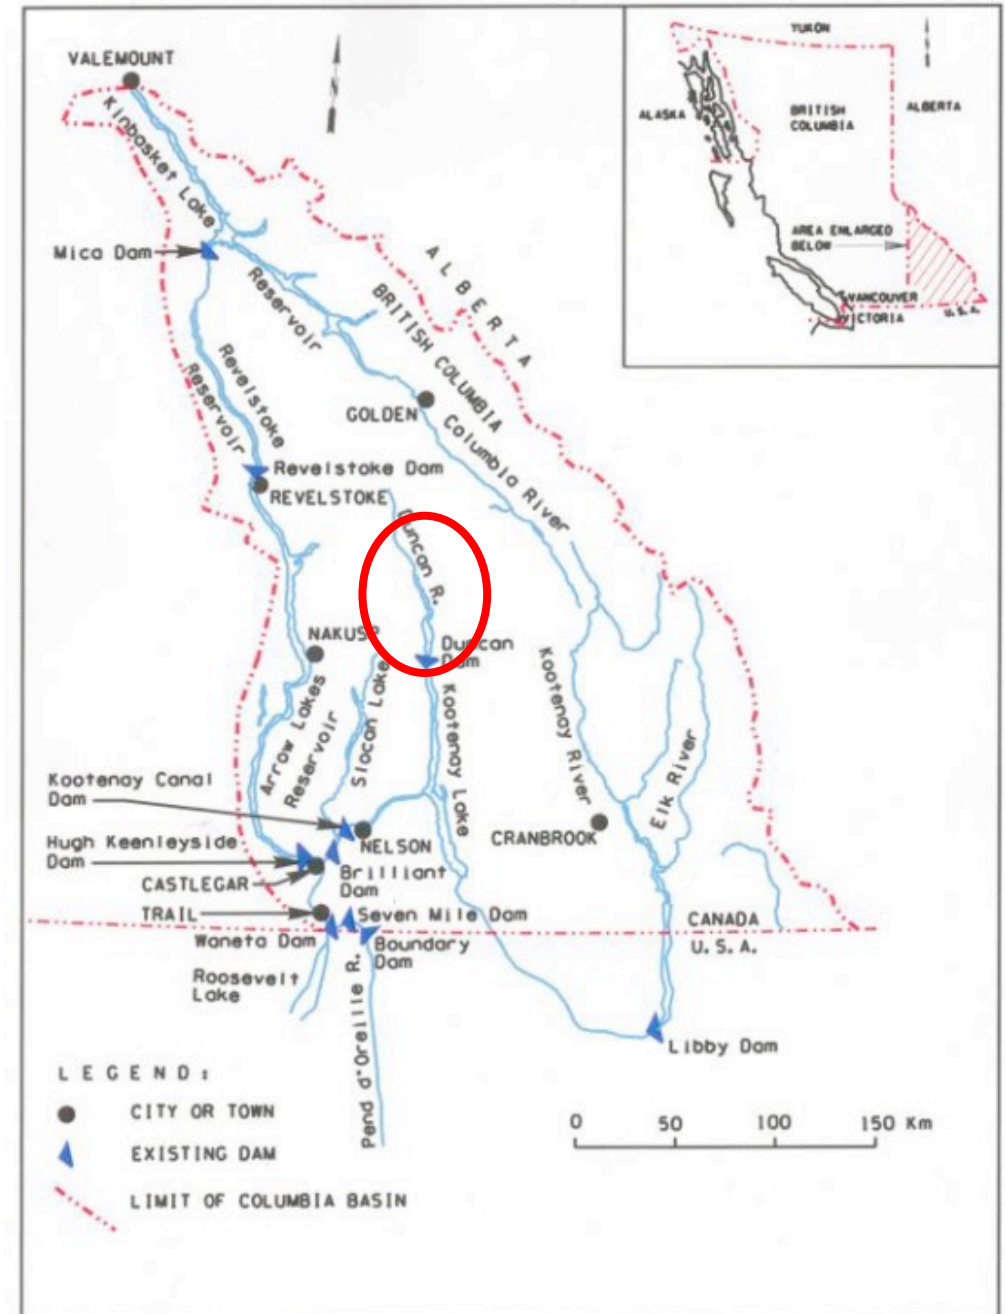 VALEMOUNT
Kinbasket Lake
Reservoir
Mica Dam
ALBERTA
BRITISH COLUMBIA
Revelstoke
Reservoir
GOLDEN
Columbia River
Revelstoke Dam
REVELSTOKE
Duncan R.
NAKUSP
Duncan
Dam
Arrow Lakes
Reservoir
Slocan Lake
Kootenay Lake
Kootenay River
Elk River
Kootenay Canal
Dam
NELSON
CRANBROOK
Hugh Keenleyside
Dam
Brilliant
Dam
CASTLEGAR
TRAIL
Seven Mile Dam
CANADA
U.S.A.
Waneta Dam
Boundary
Dam
Roosevelt
Lake
Pend d'Oreille R.
Libby Dam
YUKON
ALASKA
BRITISH
COLUMBIA
ALBERTA
AREA ENLARGED
BELOW
VANCOUVER
VICTORIA
U.S.A.
LEGEND:
CITY OR TOWN
EXISTING DAM
LIMIT OF COLUMBIA BASIN
0 50 100 150 Km